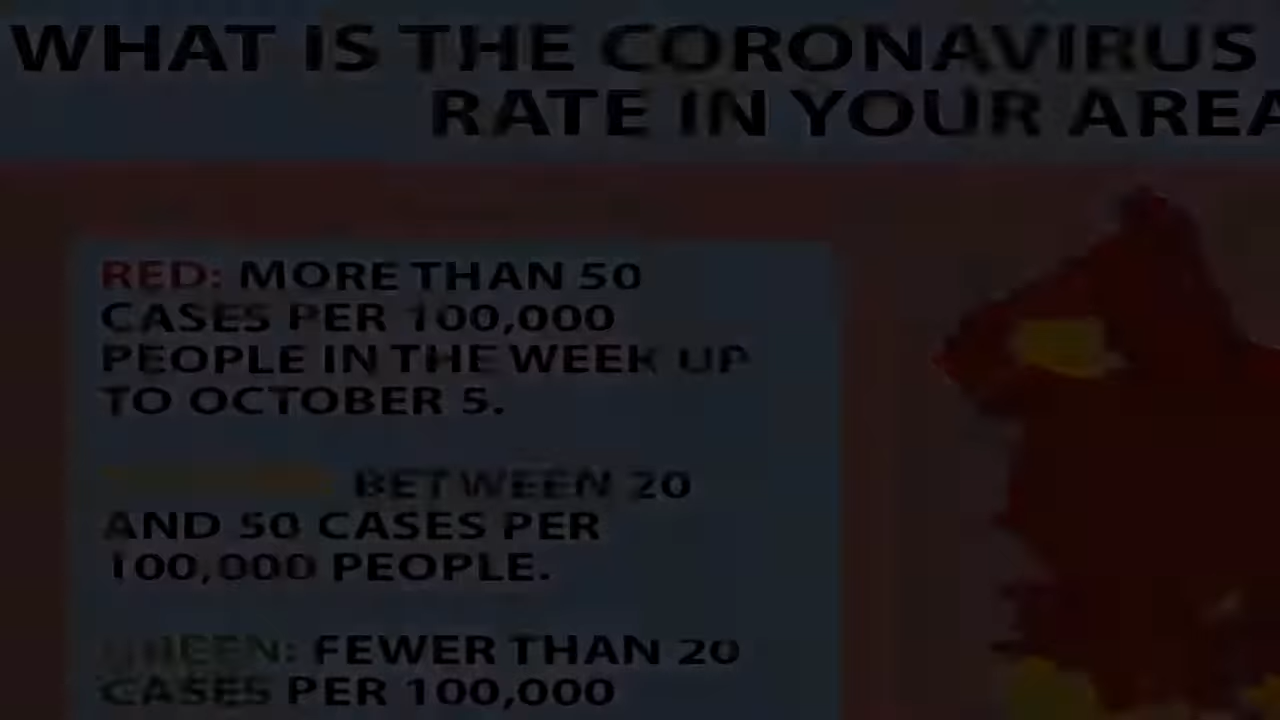 WHAT IS THE CORONAVIRUS
RATE IN YOUR AREA
RED: MORE THAN 50
CASES PER 100,000
PEOPLE IN THE WEEK UP
TO OCTOBER 5.
BETWEEN 20
AND 50 CASES PER
100,000 PEOPLE.
GREEN: FEWER THAN 20
CASES PER 100,000